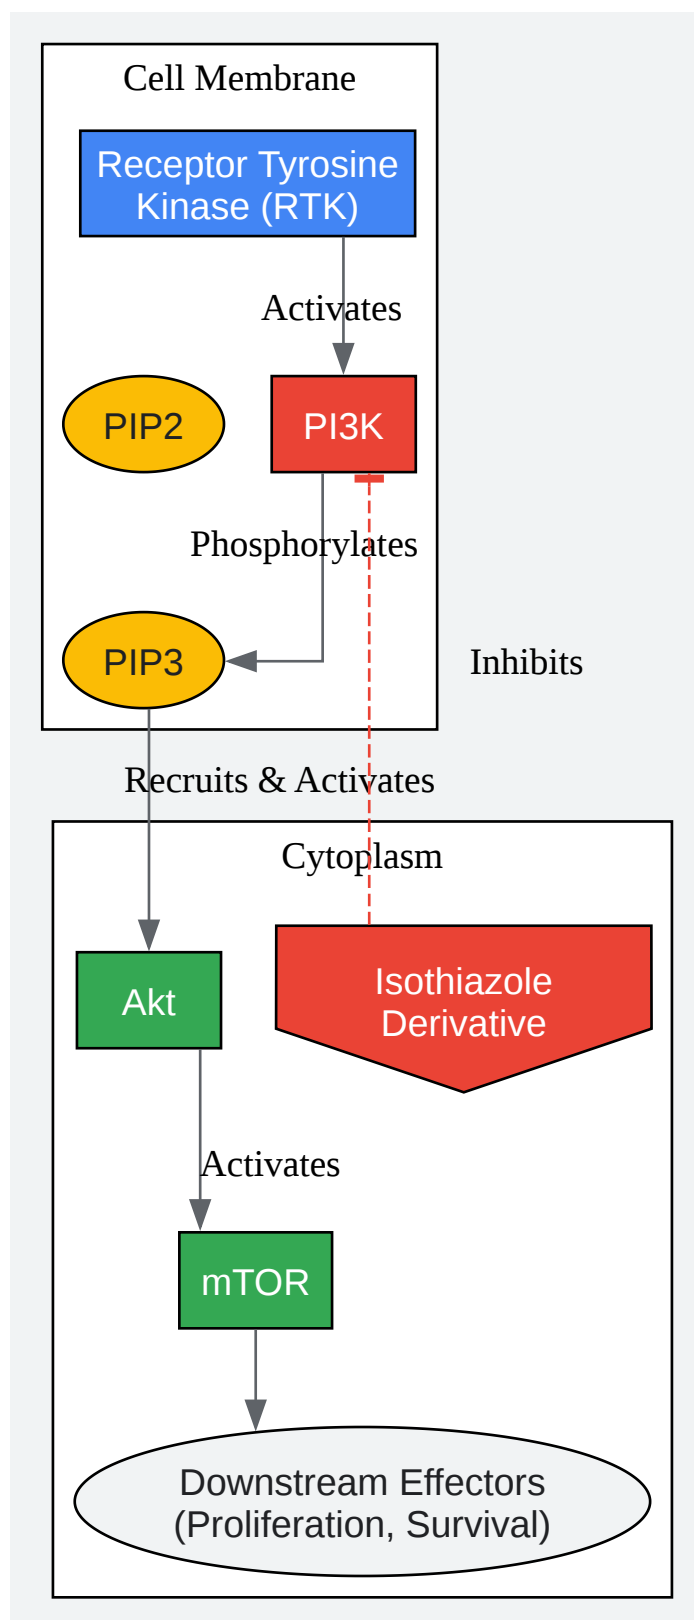 Cell Membrane
Receptor Tyrosine
Kinase (RTK)
Activates
PIP2
PI3K
Phosphorylates
PIP3
Inhibits
Recruits & Activates
Cytoplasm
Isothiazole
Derivative
Akt
Activates
mTOR
Downstream Effectors
(Proliferation, Survival)